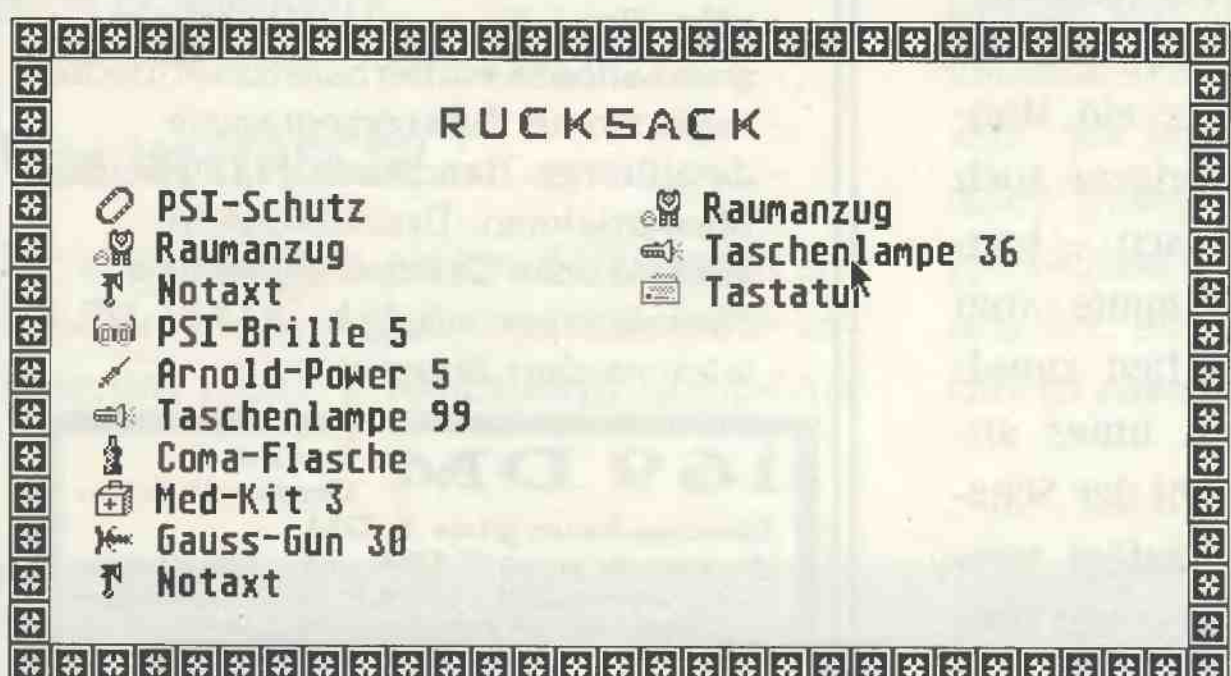 RUCKSACK
PSI-Schutz
Raumanzug
Notaxt
PSI-Brille 5
Arnold-Power 5
Taschenlampe 99
Coma-Flasche
Med-Kit 3
Gauss-Gun 30
Notaxt
Raumanzug
Taschenlampe 36
Tastatur